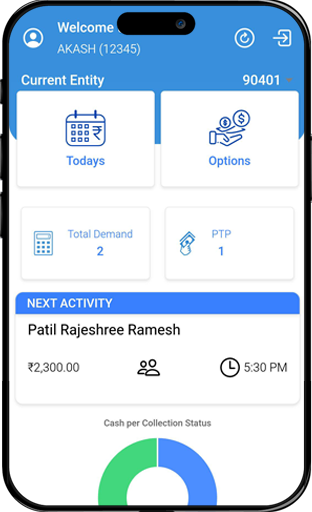 Welcome
AKASH (12345)
Current Entity 90401
Todays
Options
Total Demand
2
PTP
1
NEXT ACTIVITY
Patil Rajeshree Ramesh
₹2,300.00 5:30 PM
Cash per Collection Status